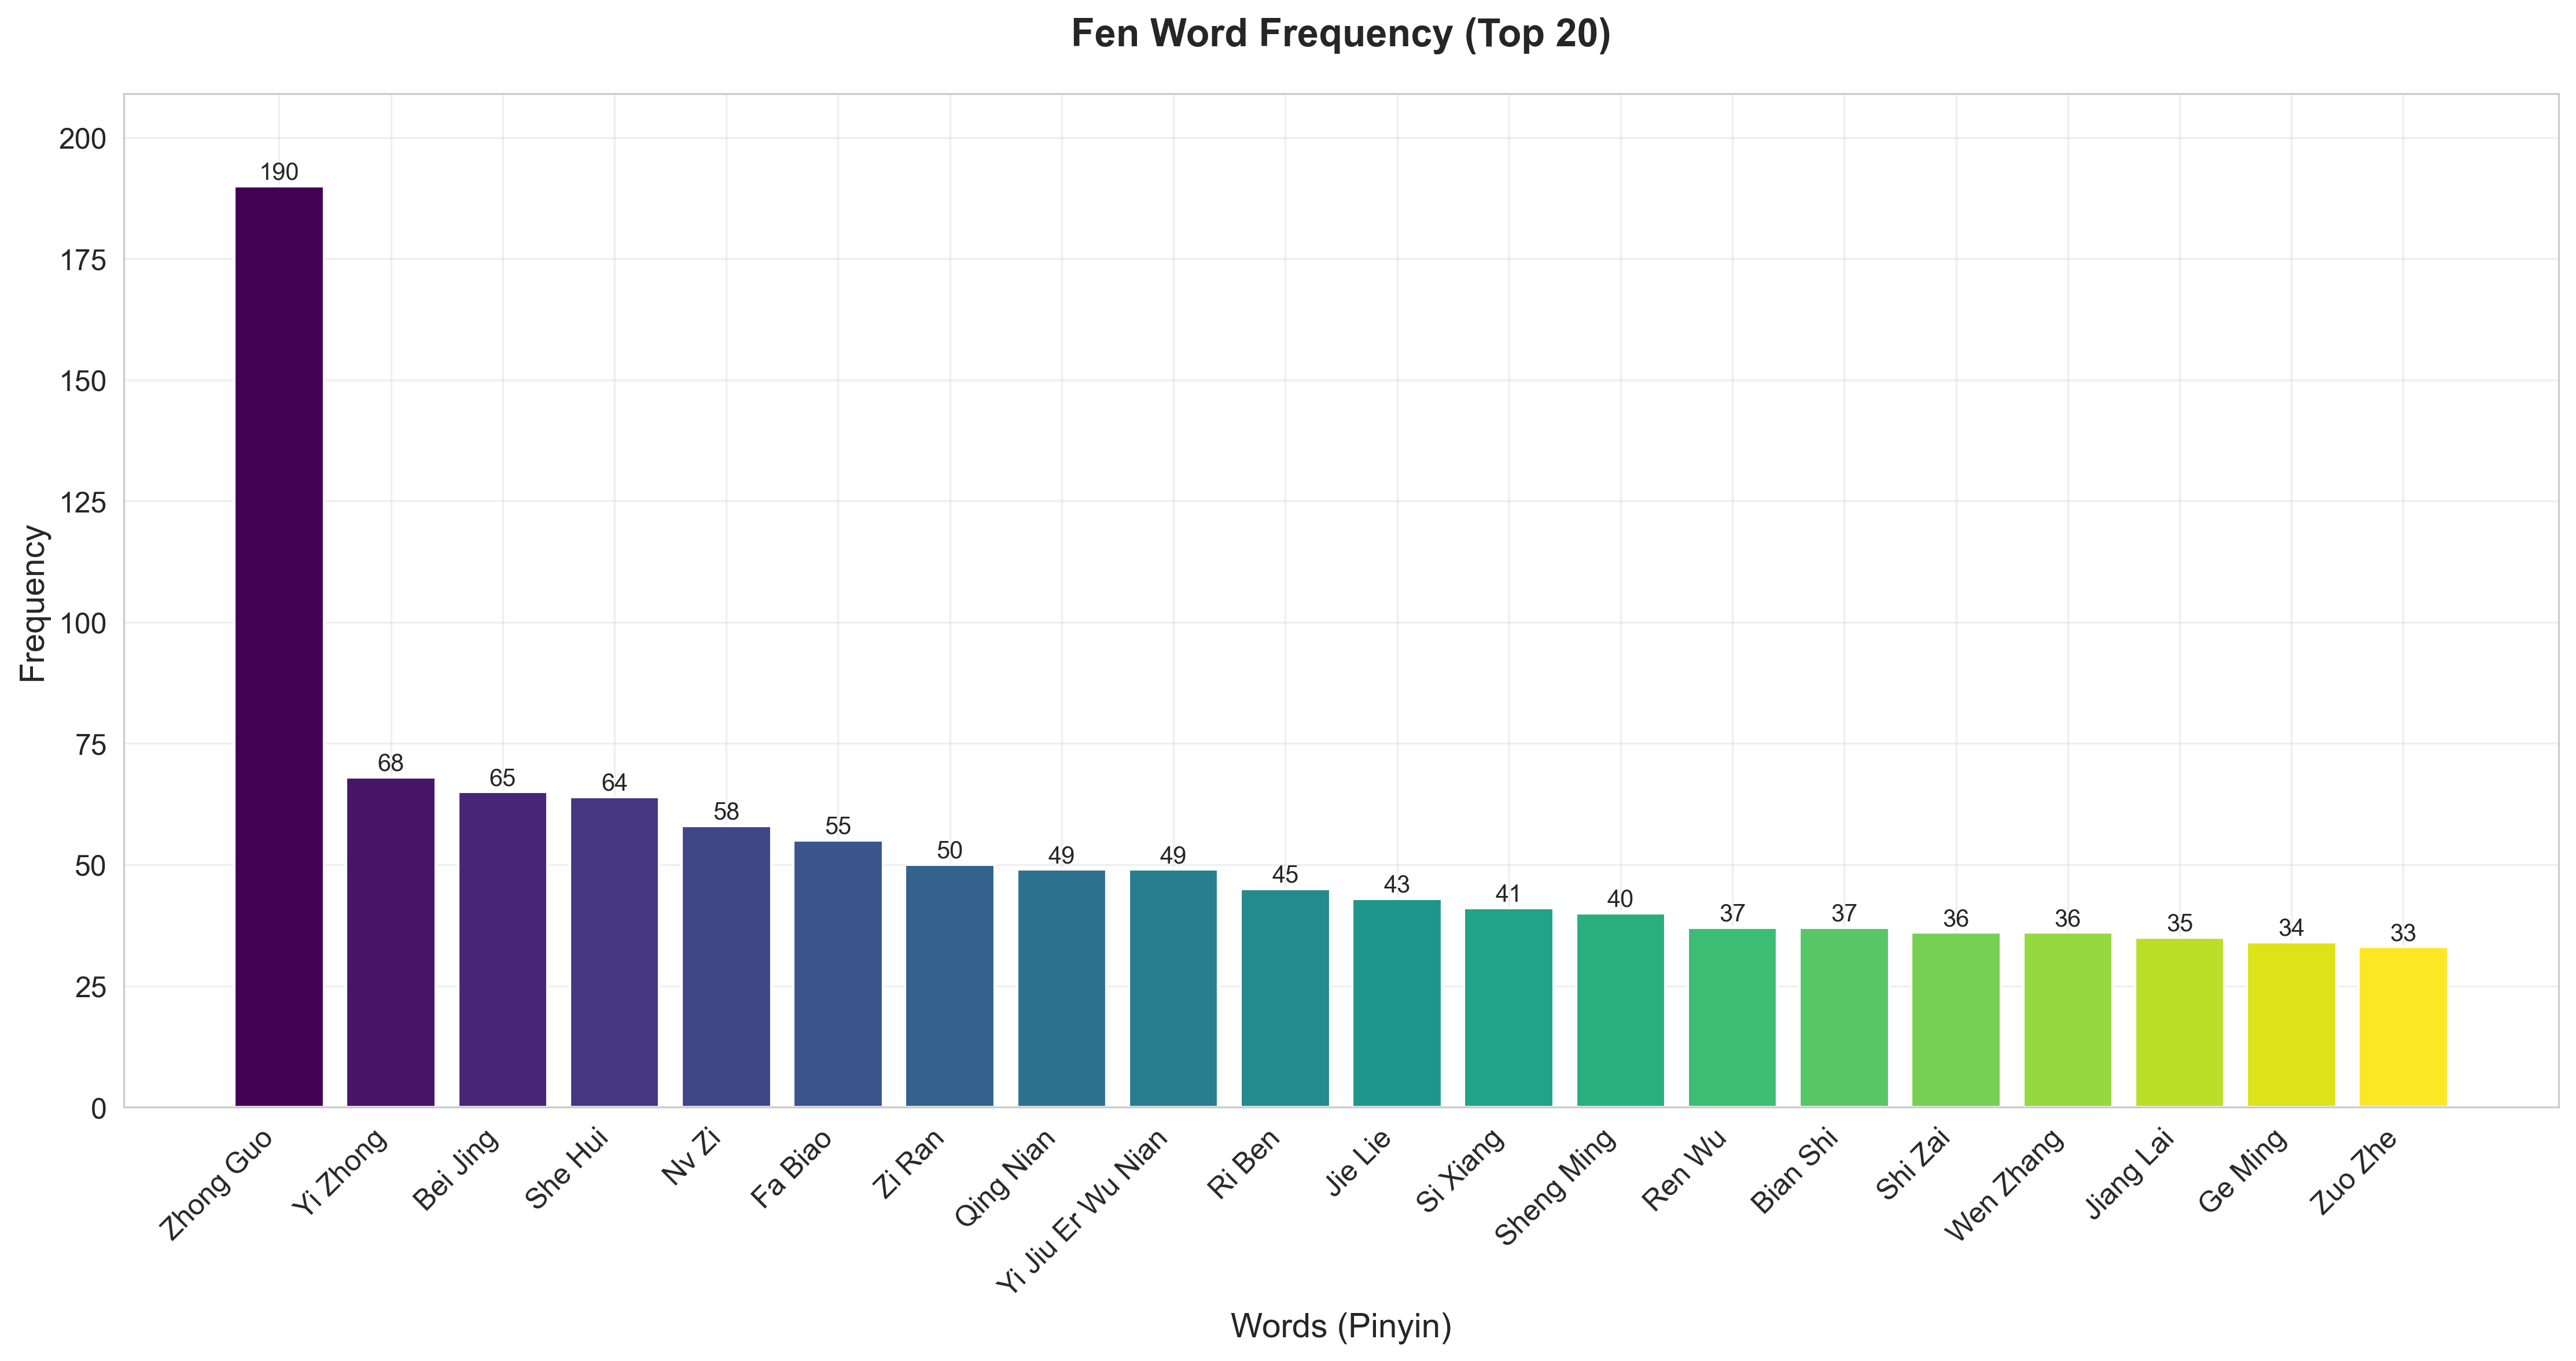 Fen Word Frequency (Top 20)
Frequency
200
175
150
125
100
75
50
25
0
190
68
65
64
58
55
50
49
49
45
43
41
40
37
37
36
36
35
34
33
Zhong Guo
Yi Zhong
Bei Jing
She Hui
Nv Zi
Fa Biao
Zi Ran
Qing Nian
Yi Jiu Er Wu Nian
Ri Ben
Jie Lie
Si Xiang
Sheng Ming
Ren Wu
Bian Shi
Shi Zai
Wen Zhang
Jiang Lai
Ge Ming
Zuo Zhe
Words (Pinyin)